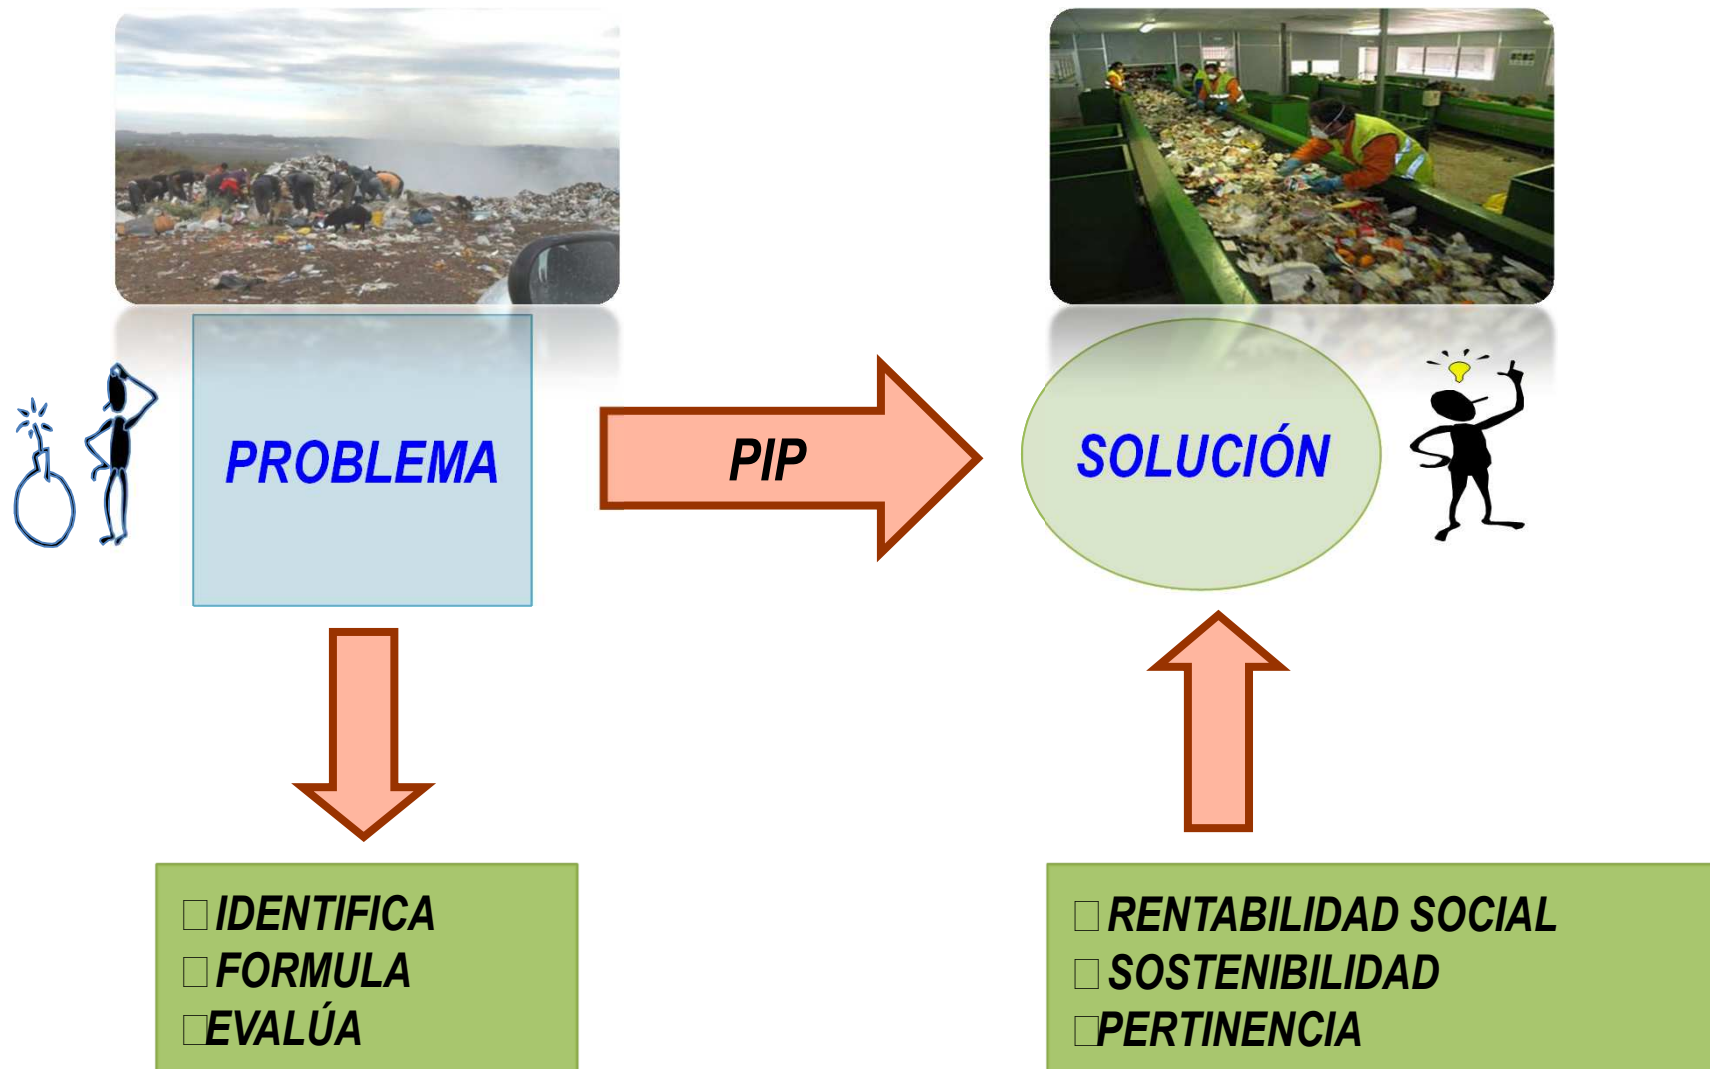 PROBLEMA
PIP
SOLUCIÓN
IDENTIFICA
FORMULA
EVALÚA
RENTABILIDAD SOCIAL
SOSTENIBILIDAD
PERTINENCIA